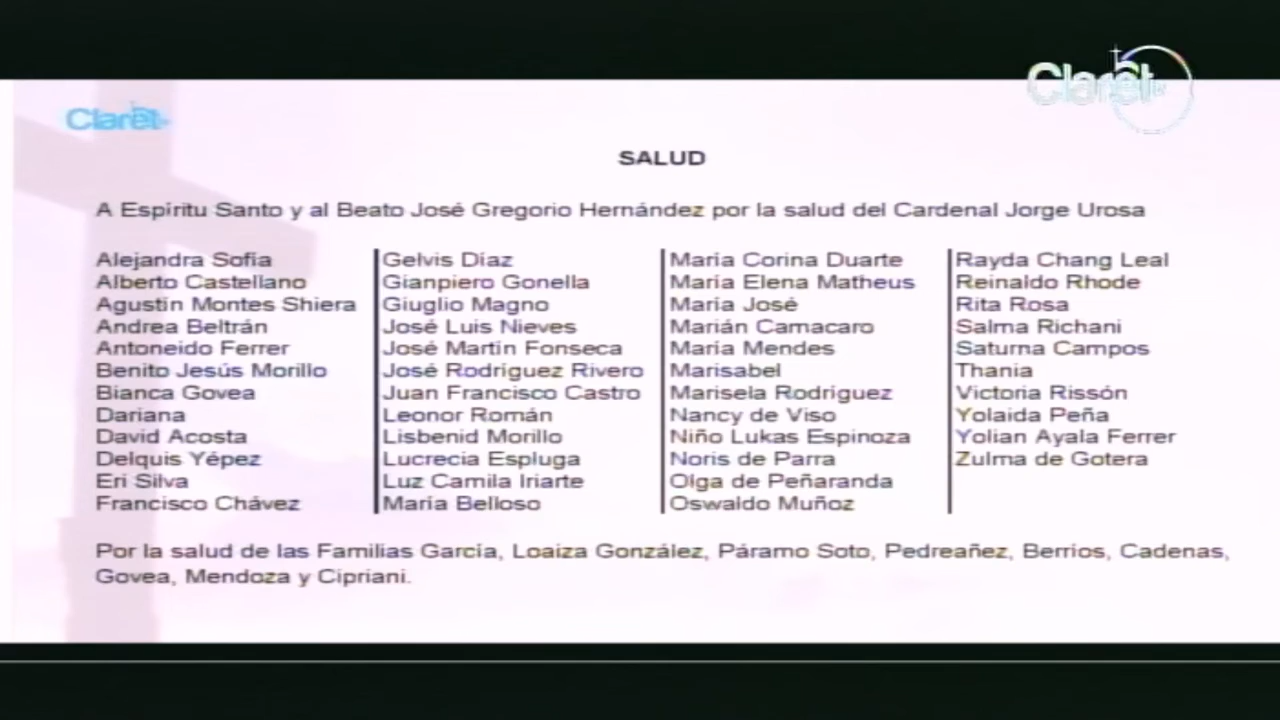 Claret
Claret
SALUD
A Espíritu Santo y al Beato José Gregorio Hernández por la salud del Cardenal Jorge Urosa
Alejandra Sofía
Alberto Castellano
Agustín Montes Shiera
Andrea Beltrán
Antoneido Ferrer
Benito Jesús Morillo
Bianca Govea
Dariana
David Acosta
Delquis Yépez
Eri Silva
Francisco Chávez
Gelvis Díaz
Gianpiero Gonella
Giuglio Magno
José Luis Nieves
José Martín Fonseca
José Rodríguez Rivero
Juan Francisco Castro
Leonor Román
Lisbenid Morillo
Lucrecia Espluga
Luz Camila Iriarte
María Belloso
María Corina Duarte
María Elena Matheus
María José
Marián Camacaro
María Mendes
Marisabel
Marisela Rodríguez
Nancy de Viso
Niño Lukas Espinoza
Noris de Parra
Olga de Peñaranda
Oswaldo Muñoz
Rayda Chang Leal
Reinaldo Rhode
Rita Rosa
Salma Richani
Saturna Campos
Thania
Victoria Rissón
Yolaida Peña
Yolian Ayala Ferrer
Zulma de Gotera
Por la salud de las Familias García, Loaiza González, Páramo Soto, Pedreañez, Berríos, Cadenas,
Govea, Mendoza y Cipriani.